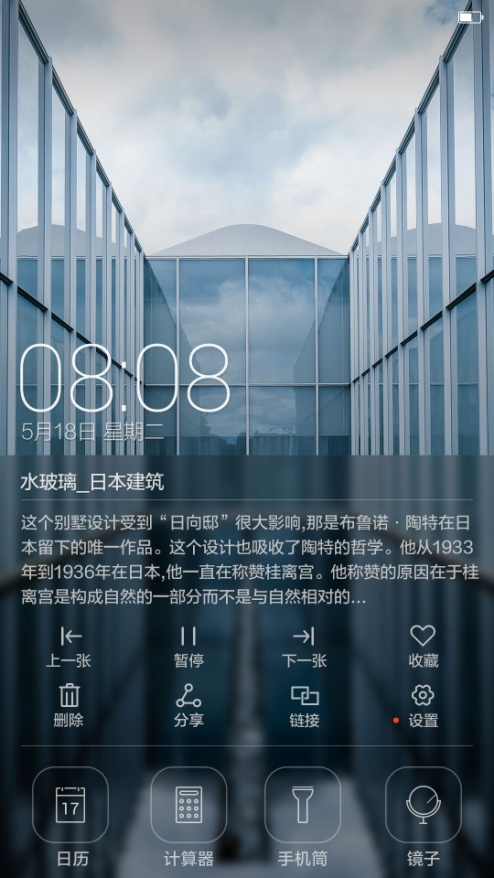 08:08
5月18日 星期二
水玻璃_日本建筑
这个别墅设计受到“日向邸”很大影响,那是布鲁诺·陶特在日
本留下的唯一作品。这个设计也吸收了陶特的哲学。他从1933
年到1936年在日本,他一直在称赞桂离宫。他称赞的原因在于桂
离宫是构成自然的一部分而不是与自然相对的...
上一张 暂停 下一张 收藏
删除 分享 链接 设置
17
日历 计算器 手机筒 镜子